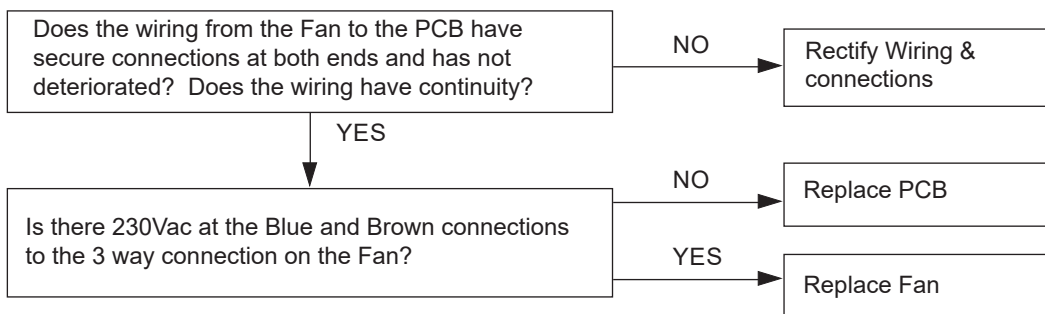 Does the wiring from the Fan to the PCB have
secure connections at both ends and has not
deteriorated?  Does the wiring have continuity?
NO
Rectify Wiring &
connections
YES
Is there 230Vac at the Blue and Brown connections
to the 3 way connection on the Fan?
NO
Replace PCB
YES
Replace Fan